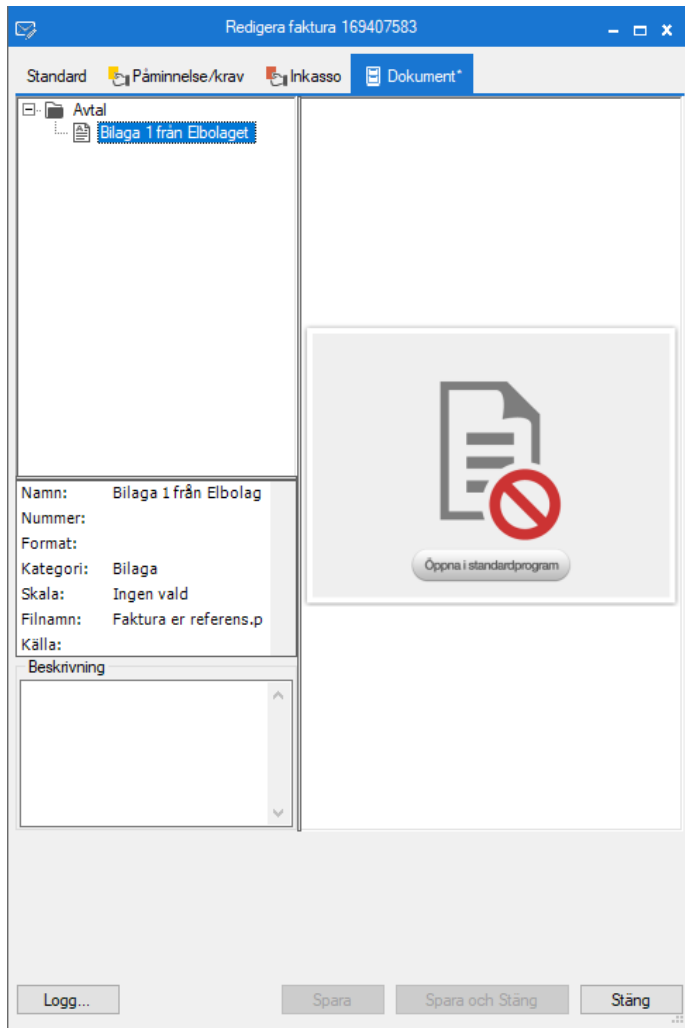 Redigera faktura 169407583
Standard Påminnelse/krav Inkasso Dokument*
Avtal
Bilaga 1 från Elbolaget
Namn: Bilaga 1 från Elbolag
Nummer:
Format:
Kategori: Bilaga
Skala: Ingen vald
Filnamn: Faktura er referens.p
Källa:
Beskrivning
Öppna i standardprogram
Logg... Spara Spara och Stäng Stäng